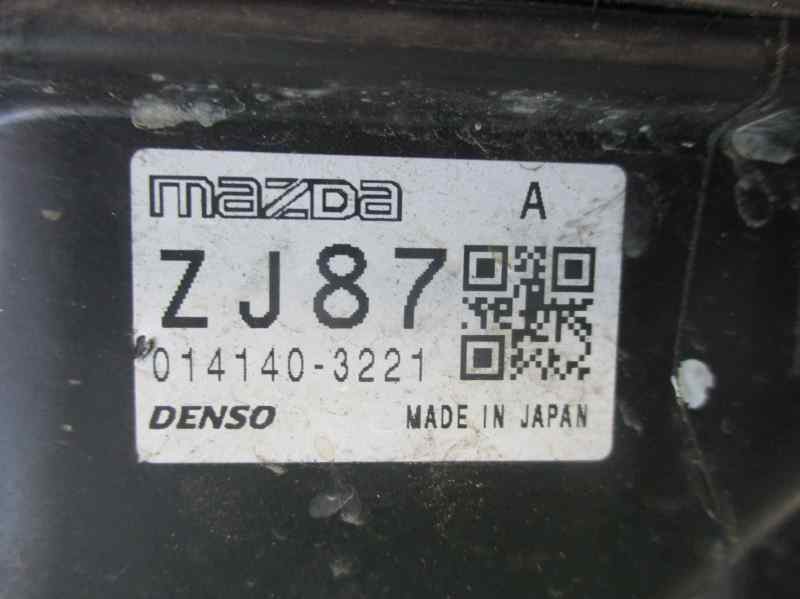 mazda A
ZJ87
014140-3221
DENSO MADE IN JAPAN